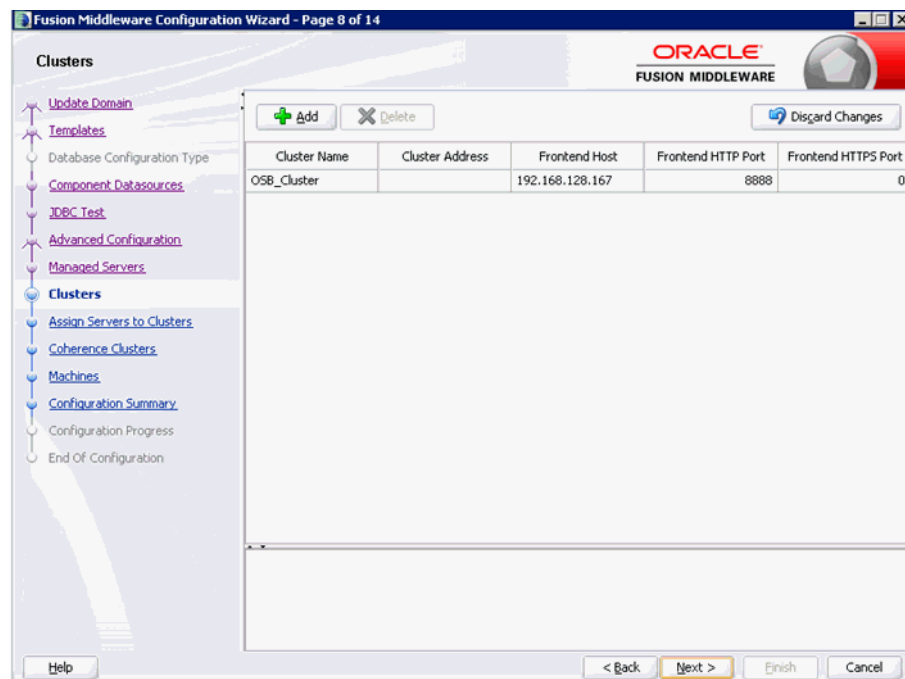 Fusion Middleware Configuration Wizard - Page 8 of 14
Clusters
ORACLE
FUSION MIDDLEWARE
Update Domain
Templates
Database Configuration Type
Component Datasources
JDBC Test
Advanced Configuration
Managed Servers
Clusters
Assign Servers to Clusters
Coherence Clusters
Machines
Configuration Summary
Configuration Progress
End Of Configuration
Add Delete Discard Changes
Cluster Name Cluster Address Frontend Host Frontend HTTP Port Frontend HTTPS Port
OSB_Cluster 192.168.128.167 8888 0
Help < Back Next > Finish Cancel